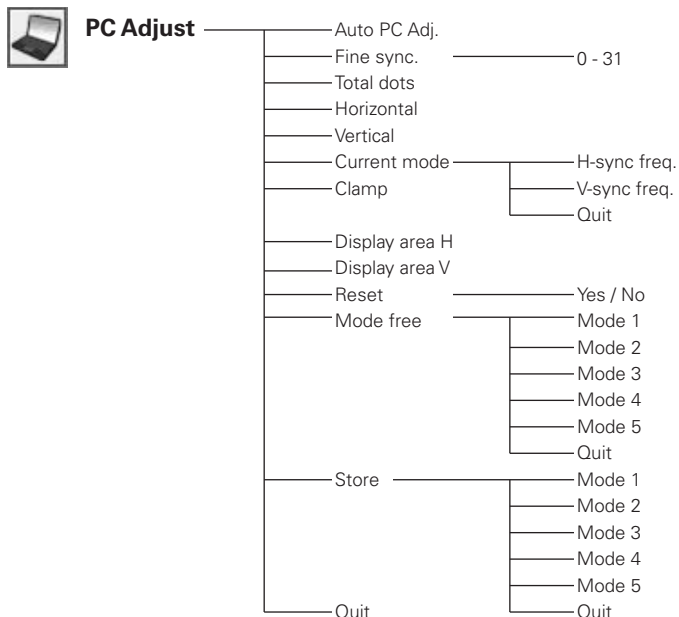 PC Adjust
Auto PC Adj.
Fine sync. 0 - 31
Total dots
Horizontal
Vertical
Current mode H-sync freq.
Clamp V-sync freq.
Quit
Display area H
Display area V
Reset Yes / No
Mode free Mode 1
Mode 2
Mode 3
Mode 4
Mode 5
Quit
Store Mode 1
Mode 2
Mode 3
Mode 4
Mode 5
Quit Quit